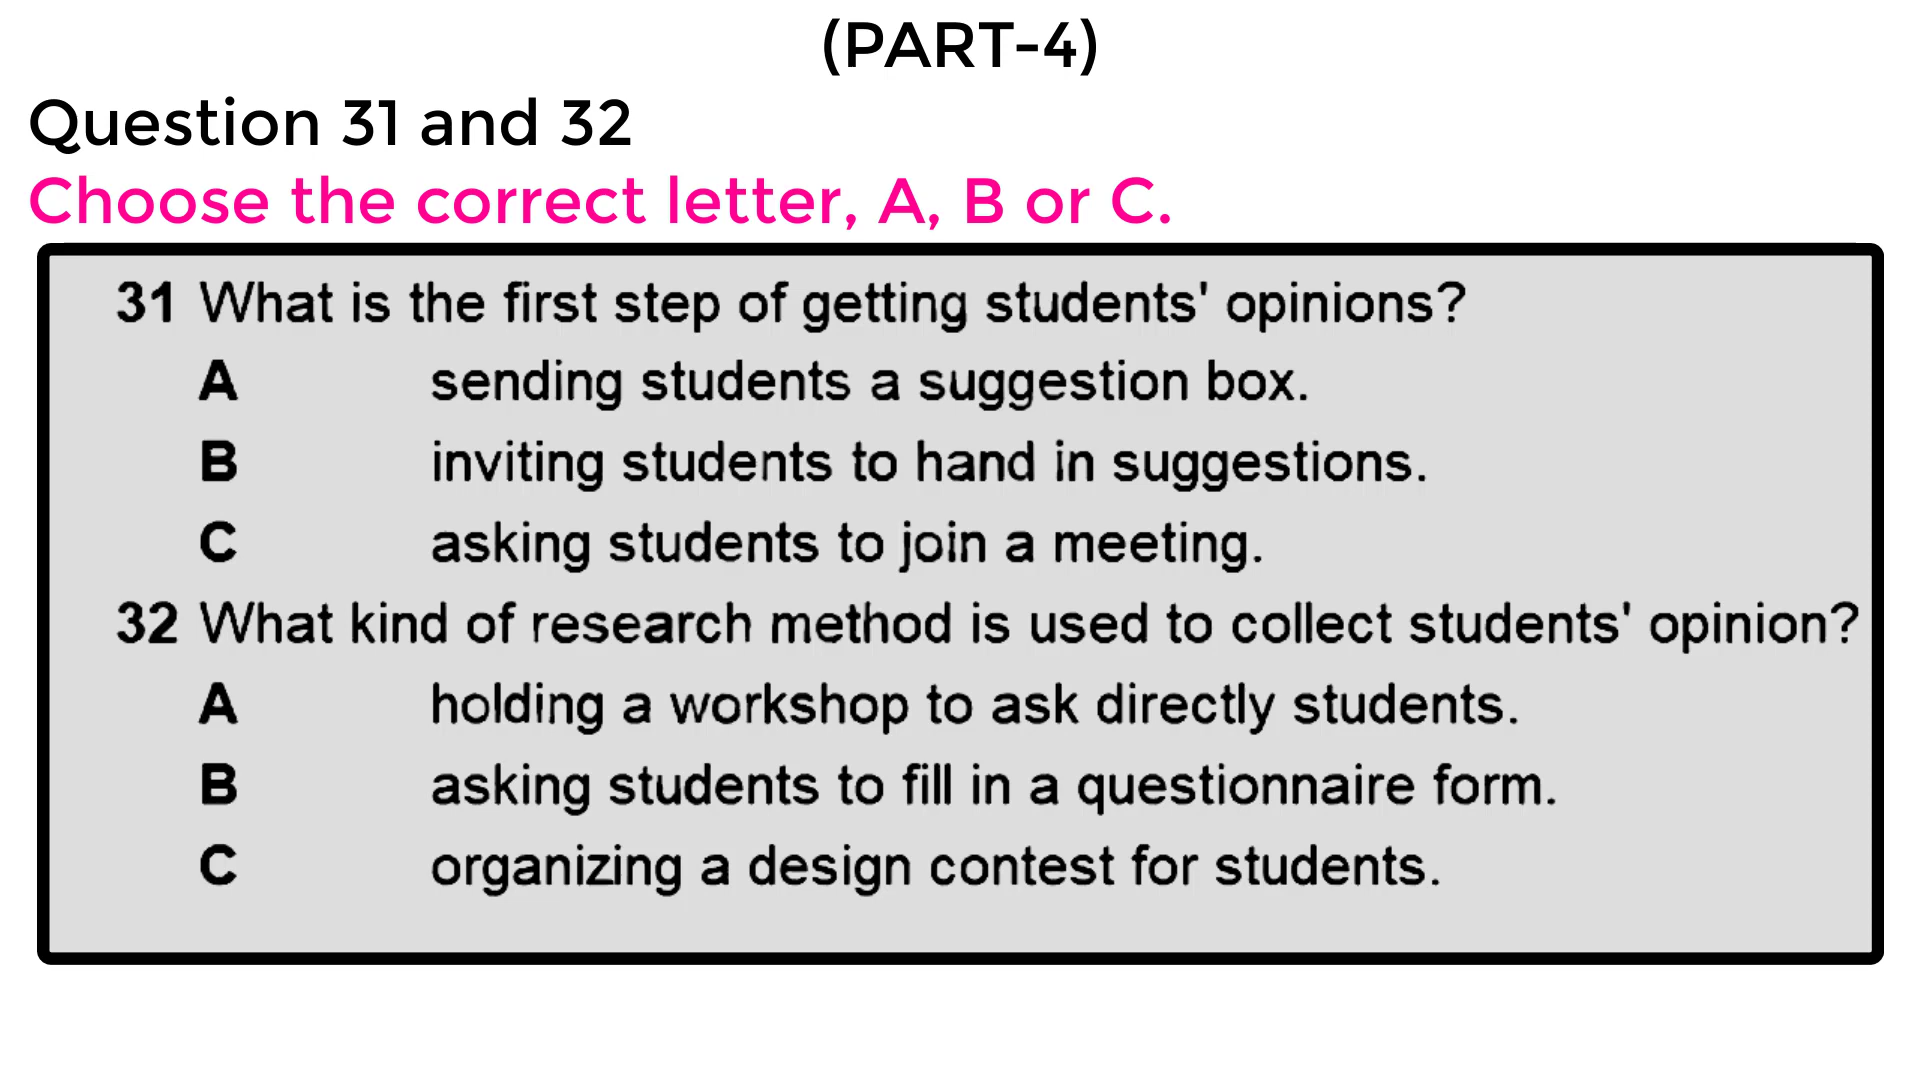 (PART-4)
Question 31 and 32
Choose the correct letter, A, B or C.
31 What is the first step of getting students' opinions?
A sending students a suggestion box.
B inviting students to hand in suggestions.
C asking students to join a meeting.
32 What kind of research method is used to collect students' opinion?
A holding a workshop to ask directly students.
B asking students to fill in a questionnaire form.
C organizing a design contest for students.